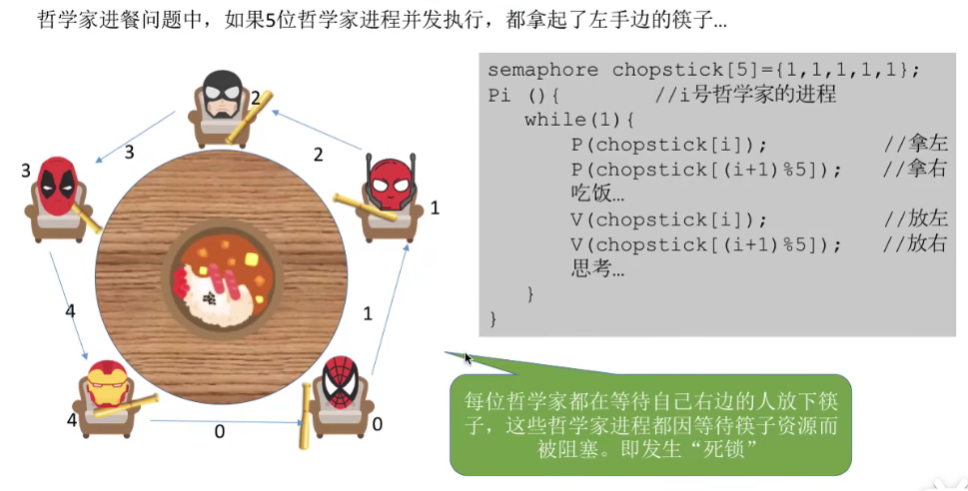 哲学家进餐问题中，如果5位哲学家进程并发执行，都拿起了左手边的筷子...
semaphore chopstick[5]={1,1,1,1,1};
Pi (){ //i号哲学家的进程
while(1){
P(chopstick[i]); //拿左
P(chopstick[(i+1)%5]); //拿右
吃饭...
V(chopstick[i]); //放左
V(chopstick[(i+1)%5]); //放右
思考...
}
}
2
3
2
3
1
4
1
4
0
0
每位哲学家都在等待自己右边的人放下筷
子，这些哲学家进程都因等待筷子资源而
被阻塞。即发生“死锁”